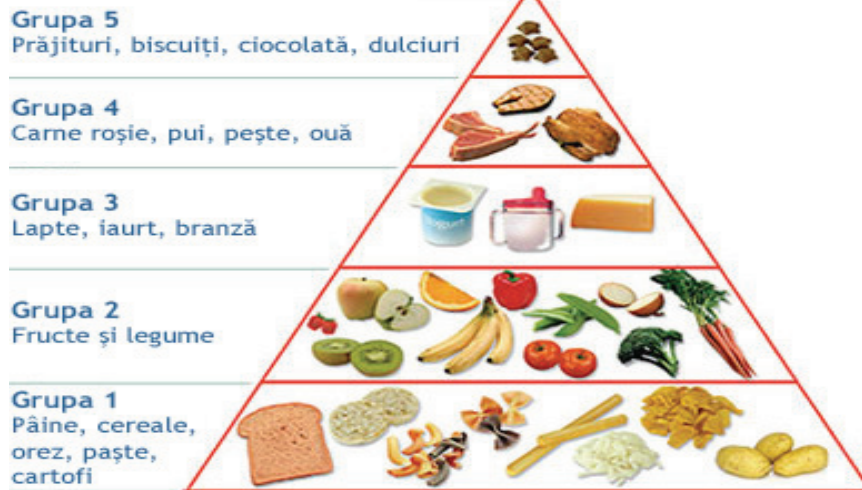 Grupa 5
Prăjituri, biscuiți, ciocolată, dulciuri
Grupa 4
Carne roșie, pui, pește, ouă
Grupa 3
Lapte, iaurt, branză
Grupa 2
Fructe și legume
Grupa 1
Pâine, cereale,
orez, paște,
cartofi